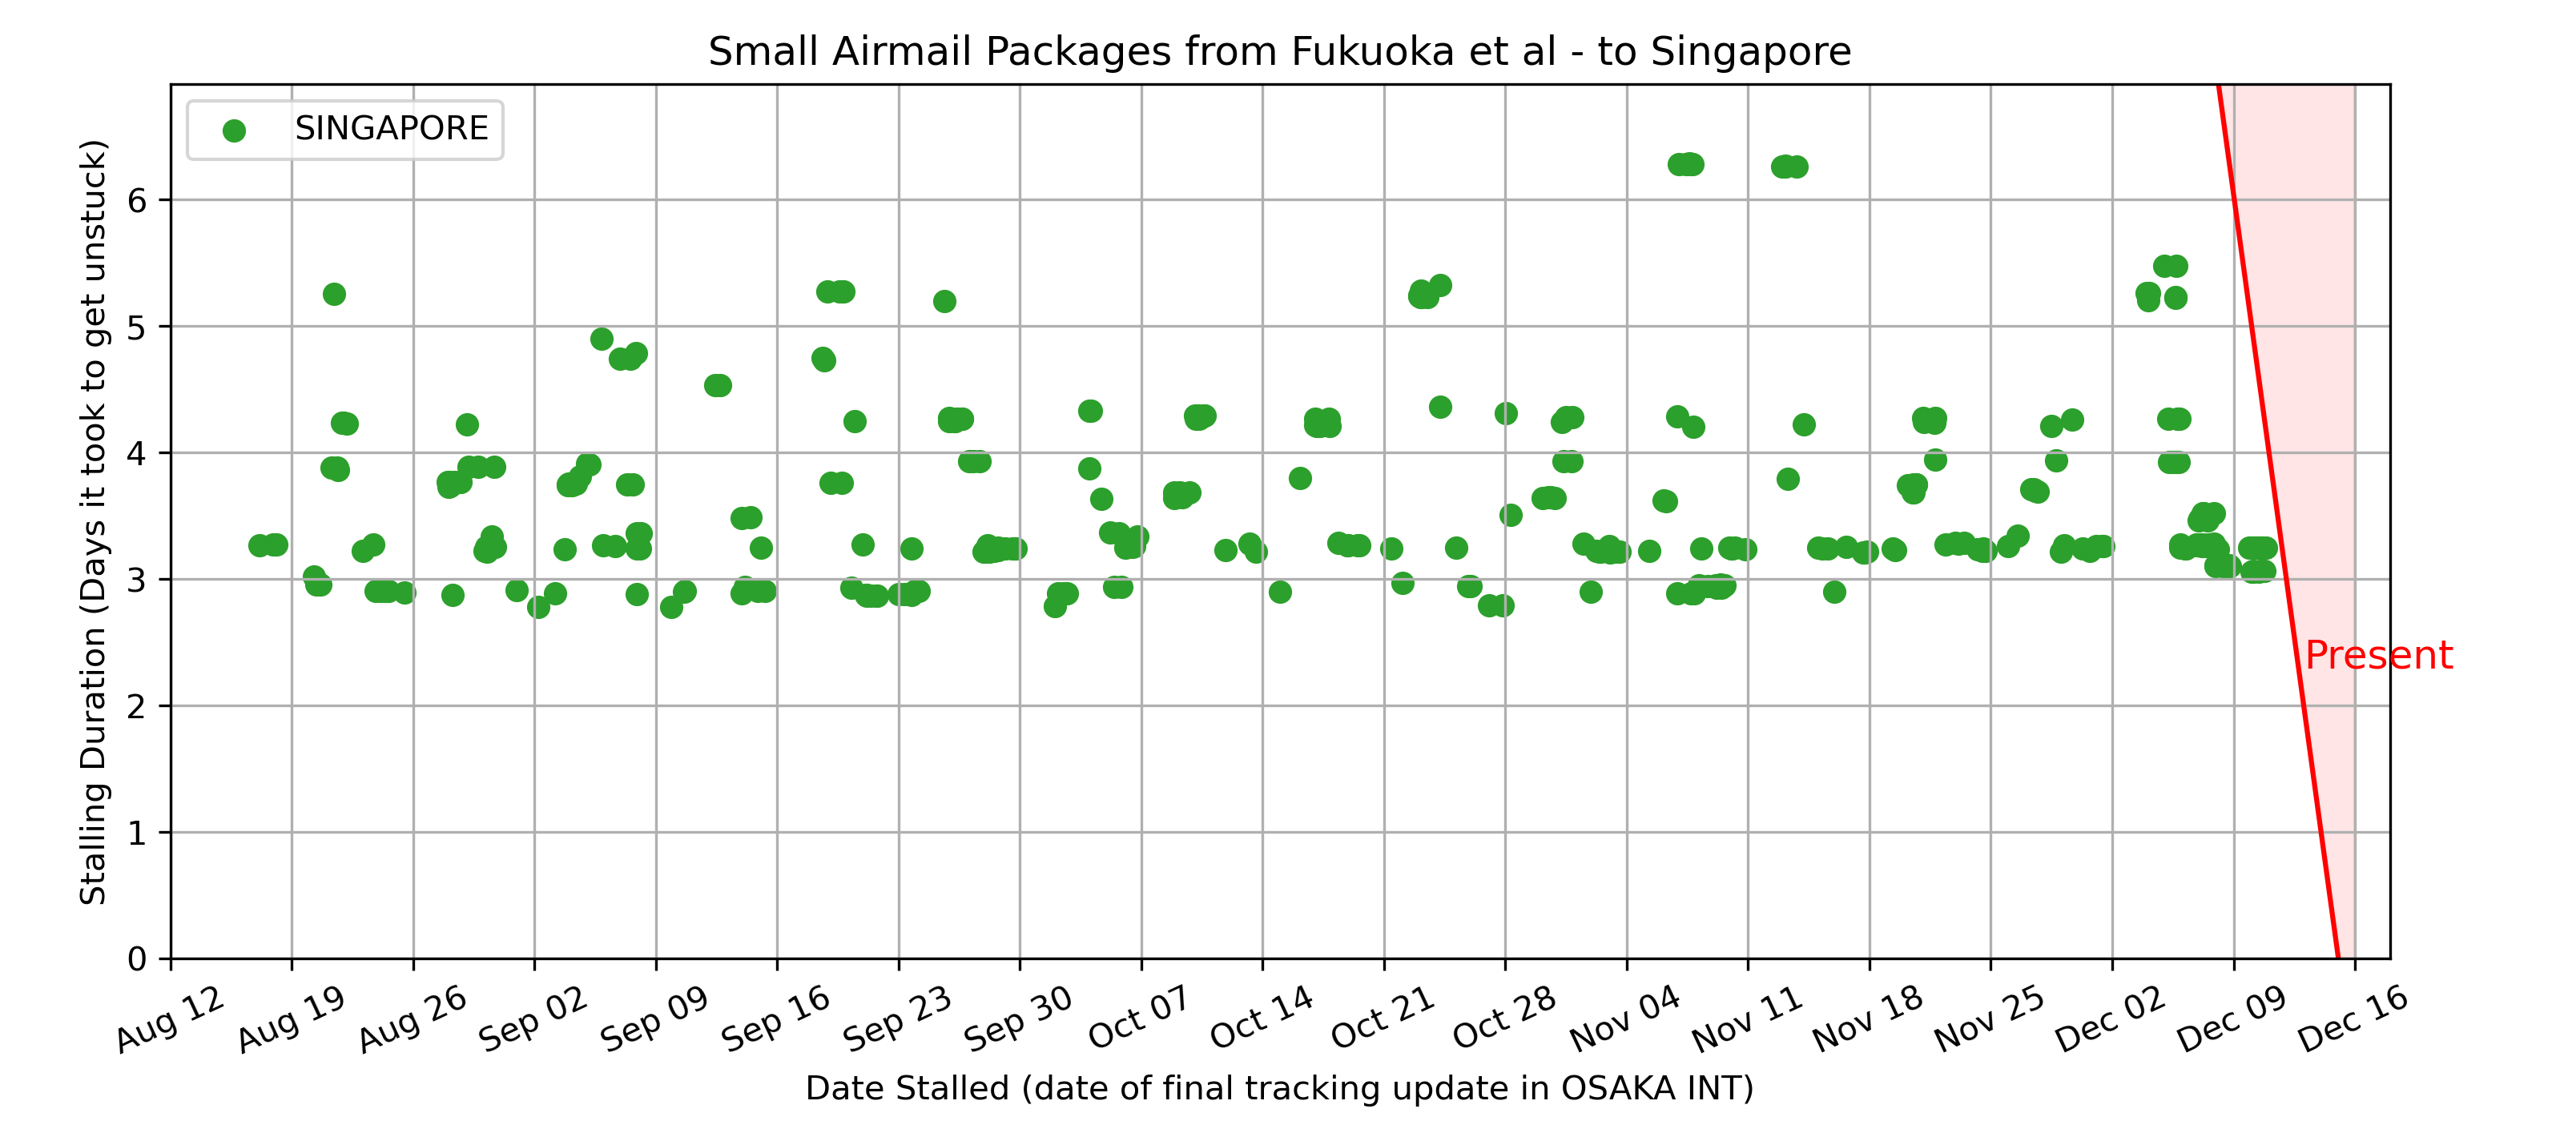 Small Airmail Packages from Fukuoka et al - to Singapore
SINGAPORE
Stalling Duration (Days it took to get unstuck)
6
5
4
3
2
1
0
Present
Aug 12
Aug 19
Aug 26
Sep 02
Sep 09
Sep 16
Sep 23
Sep 30
Oct 07
Oct 14
Oct 21
Oct 28
Nov 04
Nov 11
Nov 18
Nov 25
Dec 02
Dec 09
Dec 16
Date Stalled (date of final tracking update in OSAKA INT)